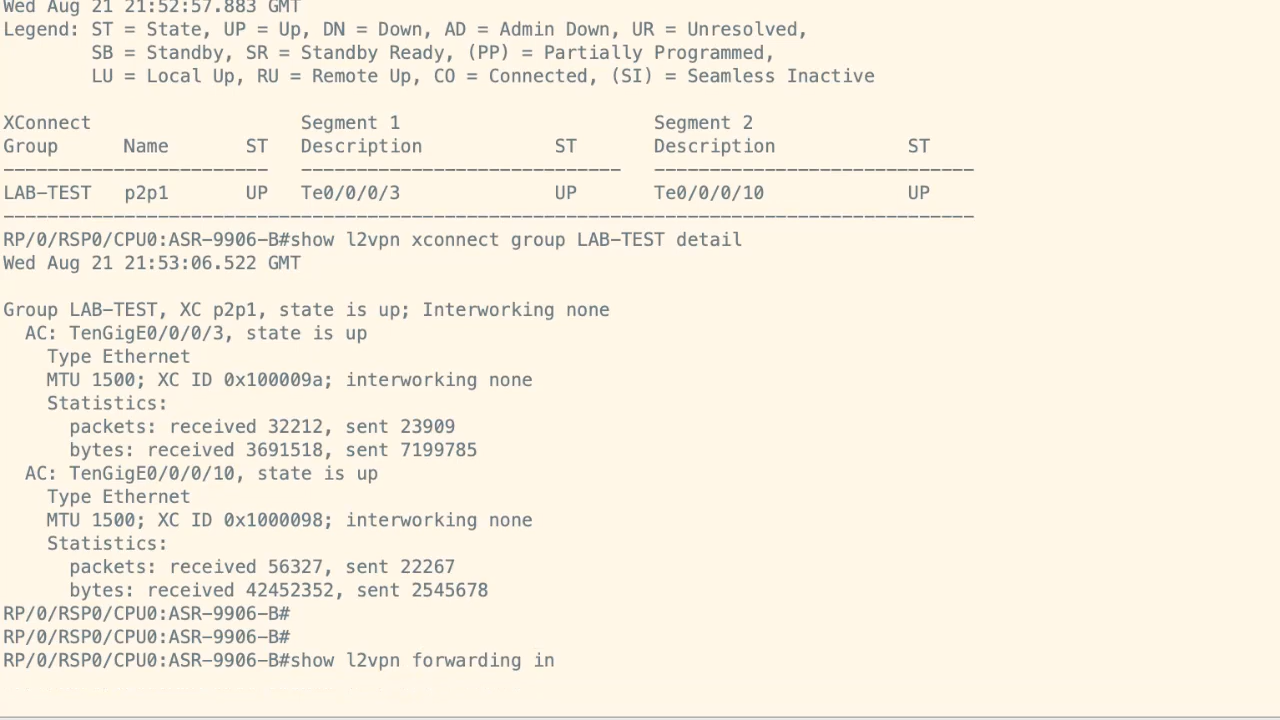 Wed Aug 21 21:52:57.883 GMT
Legend: ST = State, UP = Up, DN = Down, AD = Admin Down, UR = Unresolved,
        SB = Standby, SR = Standby Ready, (PP) = Partially Programmed,
        LU = Local Up, RU = Remote Up, CO = Connected, (SI) = Seamless Inactive

XConnect                   Segment 1                       Segment 2
Group      Name       ST   Description            ST       Description            ST
------------------------   -----------------------------   -----------------------------
LAB-TEST   p2p1       UP   Te0/0/0/3              UP       Te0/0/0/10             UP
----------------------------------------------------------------------------------------
RP/0/RSP0/CPU0:ASR-9906-B#show l2vpn xconnect group LAB-TEST detail
Wed Aug 21 21:53:06.522 GMT

Group LAB-TEST, XC p2p1, state is up; Interworking none
  AC: TenGigE0/0/0/3, state is up
    Type Ethernet
    MTU 1500; XC ID 0x100009a; interworking none
    Statistics:
      packets: received 32212, sent 23909
      bytes: received 3691518, sent 7199785
  AC: TenGigE0/0/0/10, state is up
    Type Ethernet
    MTU 1500; XC ID 0x1000098; interworking none
    Statistics:
      packets: received 56327, sent 22267
      bytes: received 42452352, sent 2545678
RP/0/RSP0/CPU0:ASR-9906-B#
RP/0/RSP0/CPU0:ASR-9906-B#
RP/0/RSP0/CPU0:ASR-9906-B#show l2vpn forwarding in